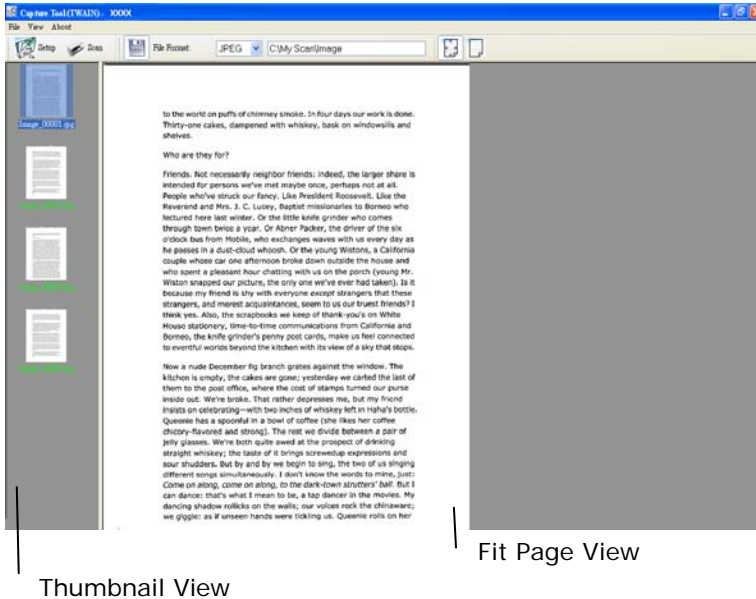 Capture Tool(TWAIN)- XXXX
File View About
Setup Scan File Format JPEG C:\My Scan\Image
Image_00001.jpg
to the world on puffs of chimney smoke. In four days our work is done.
Thirty-one cakes, dampened with whiskey, bask on windowsills and
shelves.
Who are they for?
Friends. Not necessarily neighbor friends: indeed, the larger share is
intended for persons we've met maybe once, perhaps not at all.
People who've struck our fancy. Like President Roosevelt. Like the
Reverend and Mrs. J. C. Lucey, Baptist missionaries to Borneo who
lectured here last winter. Or the little knife grinder who comes
through town twice a year. Or Abner Packer, the driver of the six
o'clock bus from Mobile, who exchanges waves with us every day as
he passes in a dust-cloud whoosh. Or the young Wistons, a California
couple whose car one afternoon broke down outside the house and
who spent a pleasant hour chatting with us on the porch (young Mr.
Wiston snapped our picture, the only one we've ever had taken). Is it
because my friend is shy with everyone except strangers that these
strangers, and merest acquaintances, seem to us our truest friends? I
think yes. Also, the scrapbooks we keep of thank-you's on White
House stationery, time-to-time communications from California and
Borneo, the knife grinder's penny post cards, make us feel connected
to eventful worlds beyond the kitchen with its view of a sky that stops.
Now a nude December fig branch grates against the window. The
kitchen is empty, the cakes are gone; yesterday we carted the last of
them to the post office, where the cost of stamps turned our purse
inside out. We're broke. That rather depresses me, but my friend
insists on celebrating—with two inches of whiskey left in Haha's bottle.
Queenie has a spoonful in a bowl of coffee (she likes her coffee
chicory-flavored and strong). The rest we divide between a pair of
jelly glasses. We're both quite awed at the prospect of drinking
straight whiskey; the taste of it brings screwedup expressions and
sour shudders. But by and by we begin to sing, the two of us singing
different songs simultaneously. I don't know the words to mine, just:
Come on along, come on along, to the dark-town strutters' ball. But I
can dance: that's what I mean to be, a tap dancer in the movies. My
dancing shadow rollicks on the walls; our voices rock the chinaware;
we giggle: as if unseen hands were tickling us. Queenie rolls on her
Fit Page View
Thumbnail View